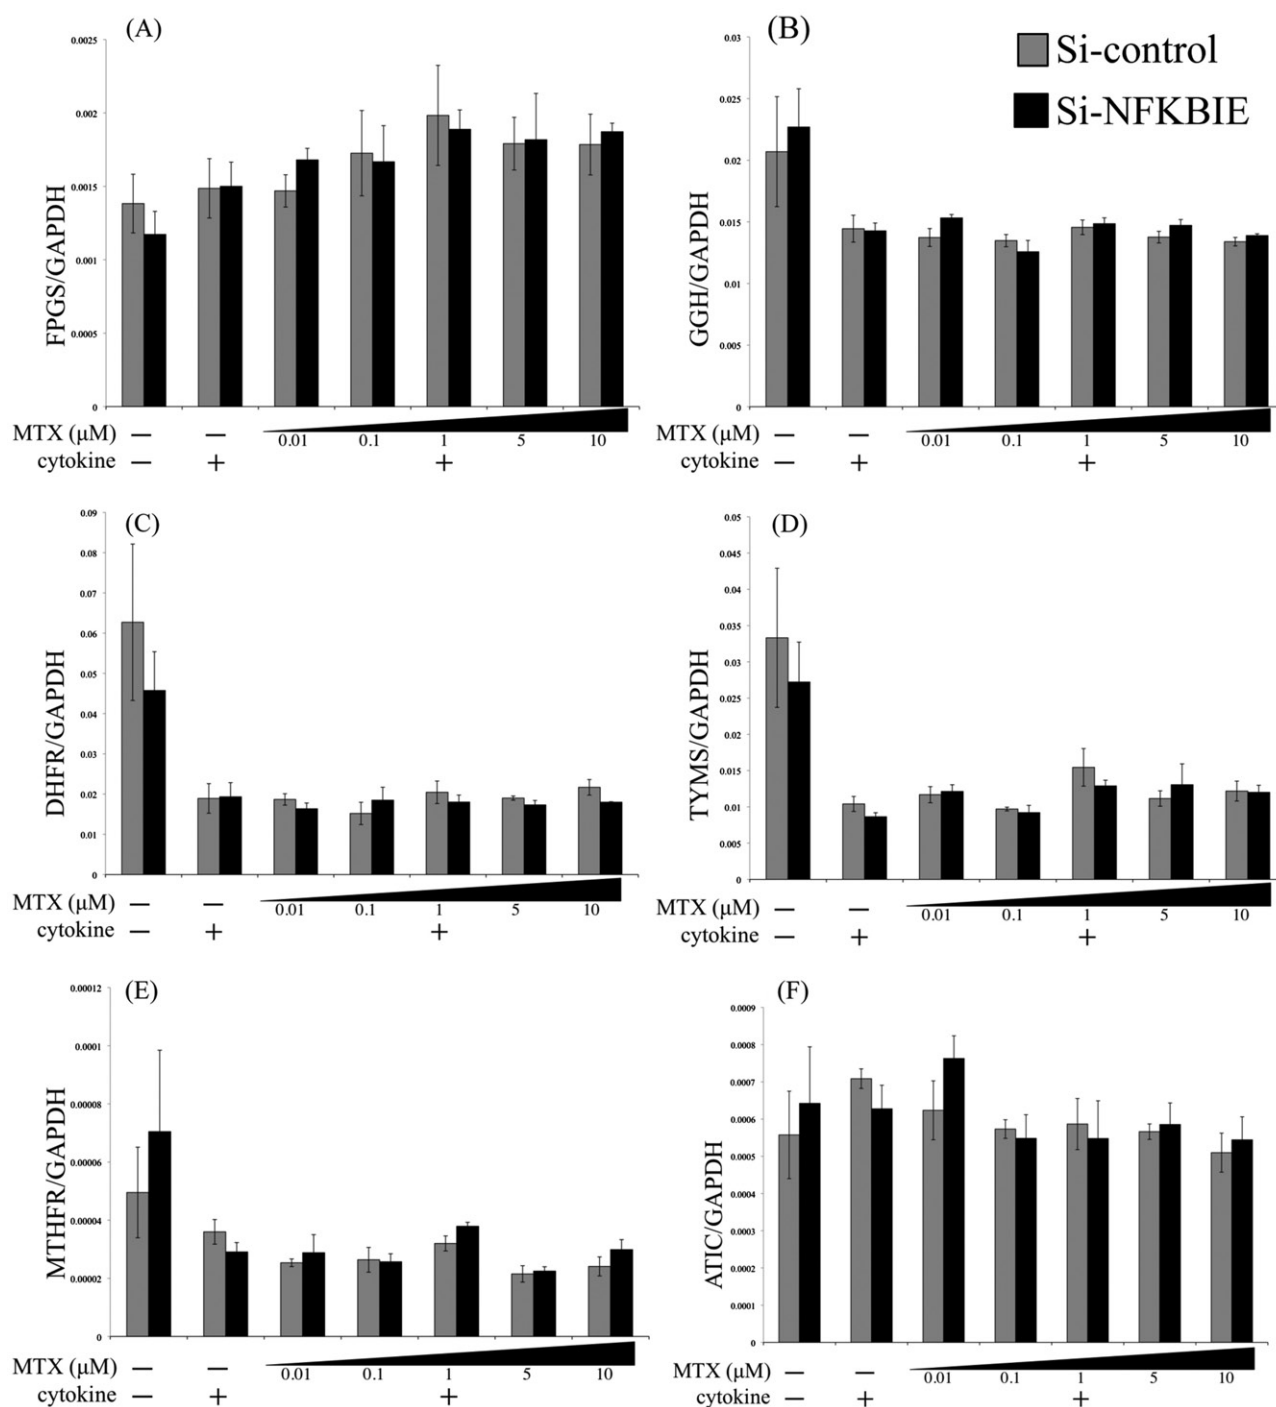 (A)
0.0025
0.002
0.0015
0.001
0.0005
0
FPGS/GAPDH
MTX (μM) — — 0.01 0.1 1 5 10
cytokine — + +
(B)
Si-control
Si-NFKBIE
0.03
0.025
0.02
0.015
0.01
0.005
0
GGH/GAPDH
MTX (μM) — — 0.01 0.1 1 5 10
cytokine — + +
(C)
0.09
0.08
0.07
0.06
0.05
0.04
0.03
0.02
0.01
0
DHFR/GAPDH
MTX (μM) — — 0.01 0.1 1 5 10
cytokine — + +
(D)
0.05
0.045
0.04
0.035
0.03
0.025
0.02
0.015
0.01
0.005
0
TYMS/GAPDH
MTX (μM) — — 0.01 0.1 1 5 10
cytokine — + +
(E)
0.00012
0.0001
0.00008
0.00006
0.00004
0.00002
0
MTHFR/GAPDH
MTX (μM) — — 0.01 0.1 1 5 10
cytokine — + +
(F)
0.0009
0.0008
0.0007
0.0006
0.0005
0.0004
0.0003
0.0002
0.0001
0
ATIC/GAPDH
MTX (μM) — — 0.01 0.1 1 5 10
cytokine — + +